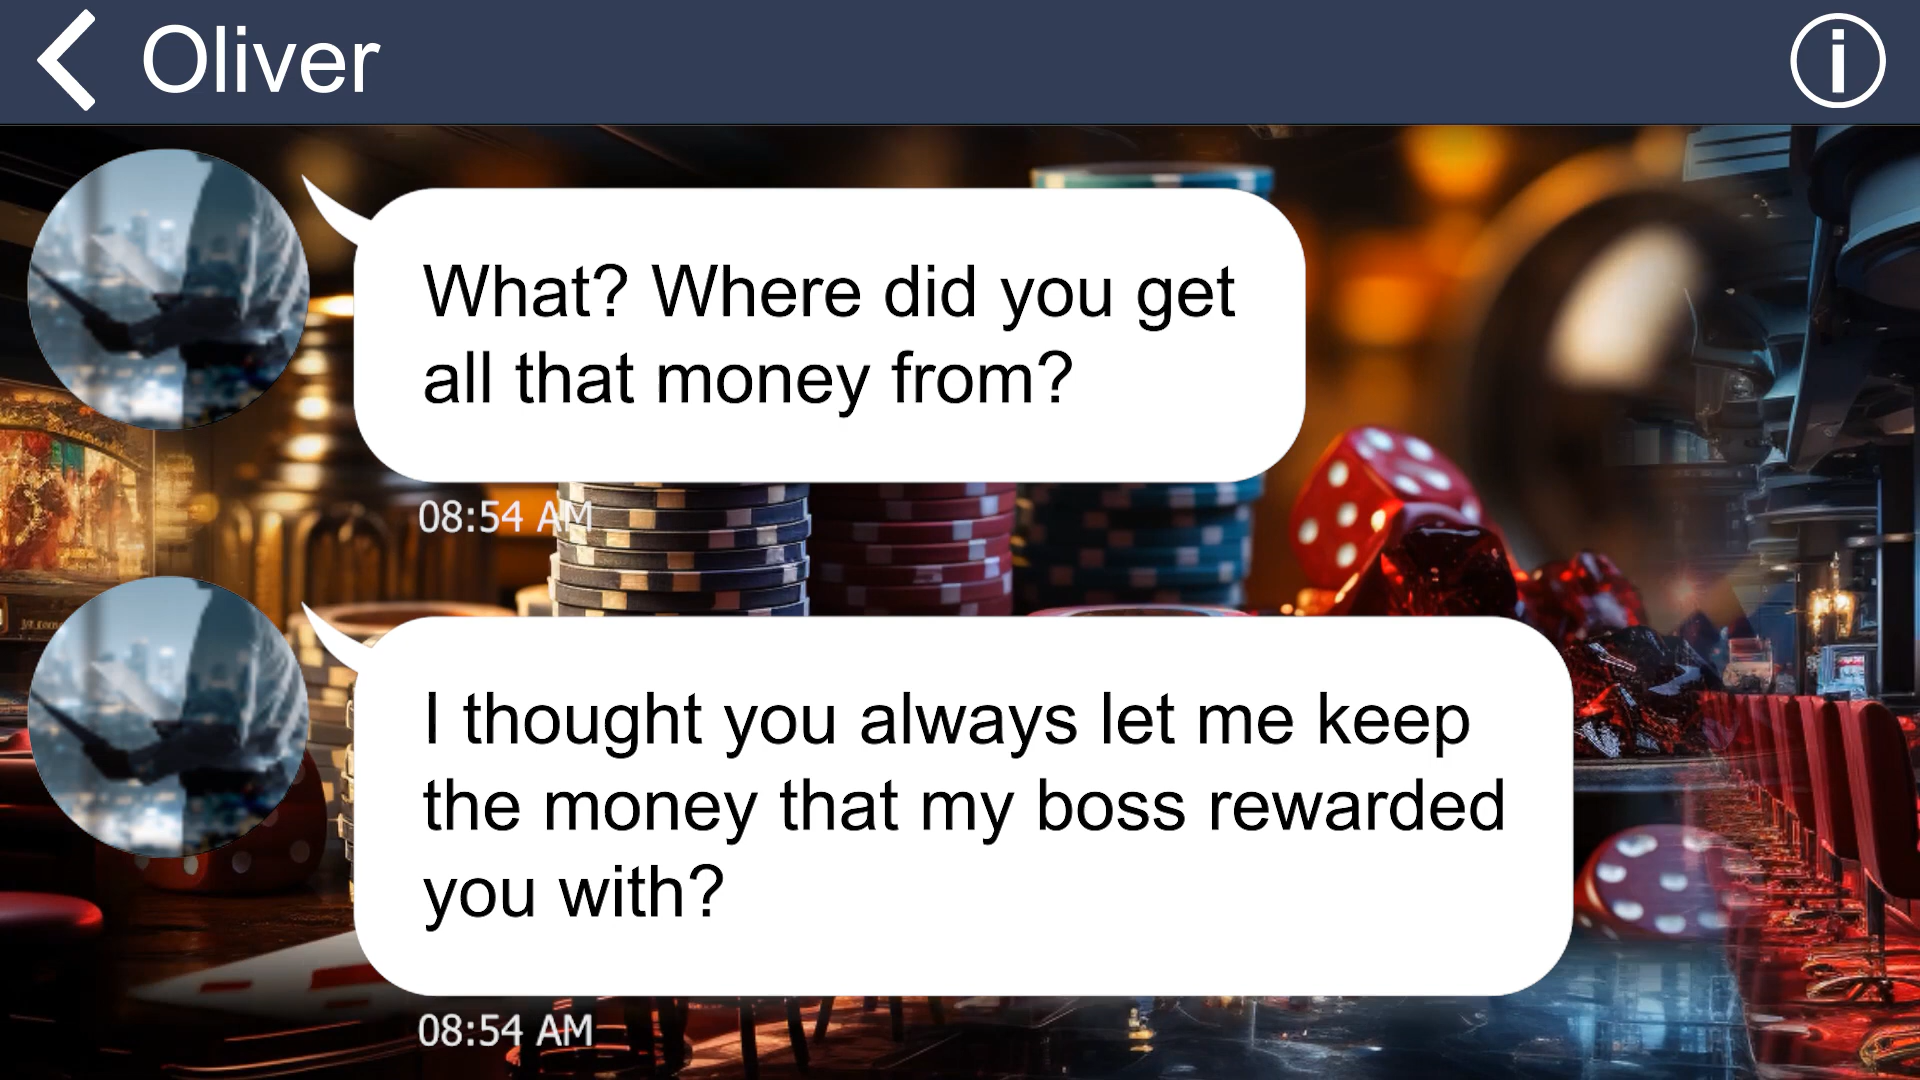 Oliver
What? Where did you get
all that money from?
08:54 AM
I thought you always let me keep
the money that my boss rewarded
you with?
08:54 AM